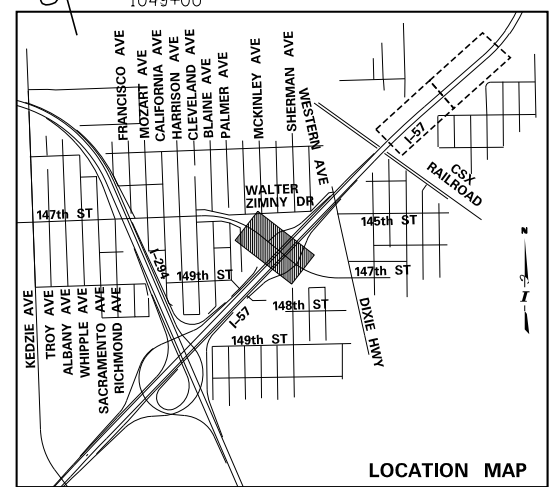 1049+00
FRANCISCO AVE
MOZART AVE
CALIFORNIA AVE
HARRISON AVE
CLEVELAND AVE
BLAINE AVE
PALMER AVE
MCKINLEY AVE
SHERMAN AVE
WESTERN AVE
I-57
CSX
RAILROAD
WALTER
ZIMNY DR
147th ST
145th ST
I-294
149th ST
147th ST
148th ST
I-57
149th ST
DIXIE HWY
N
KEDZIE AVE
TROY AVE
ALBANY AVE
WHIPPLE AVE
SACRAMENTO AVE
RICHMOND AVE
LOCATION MAP